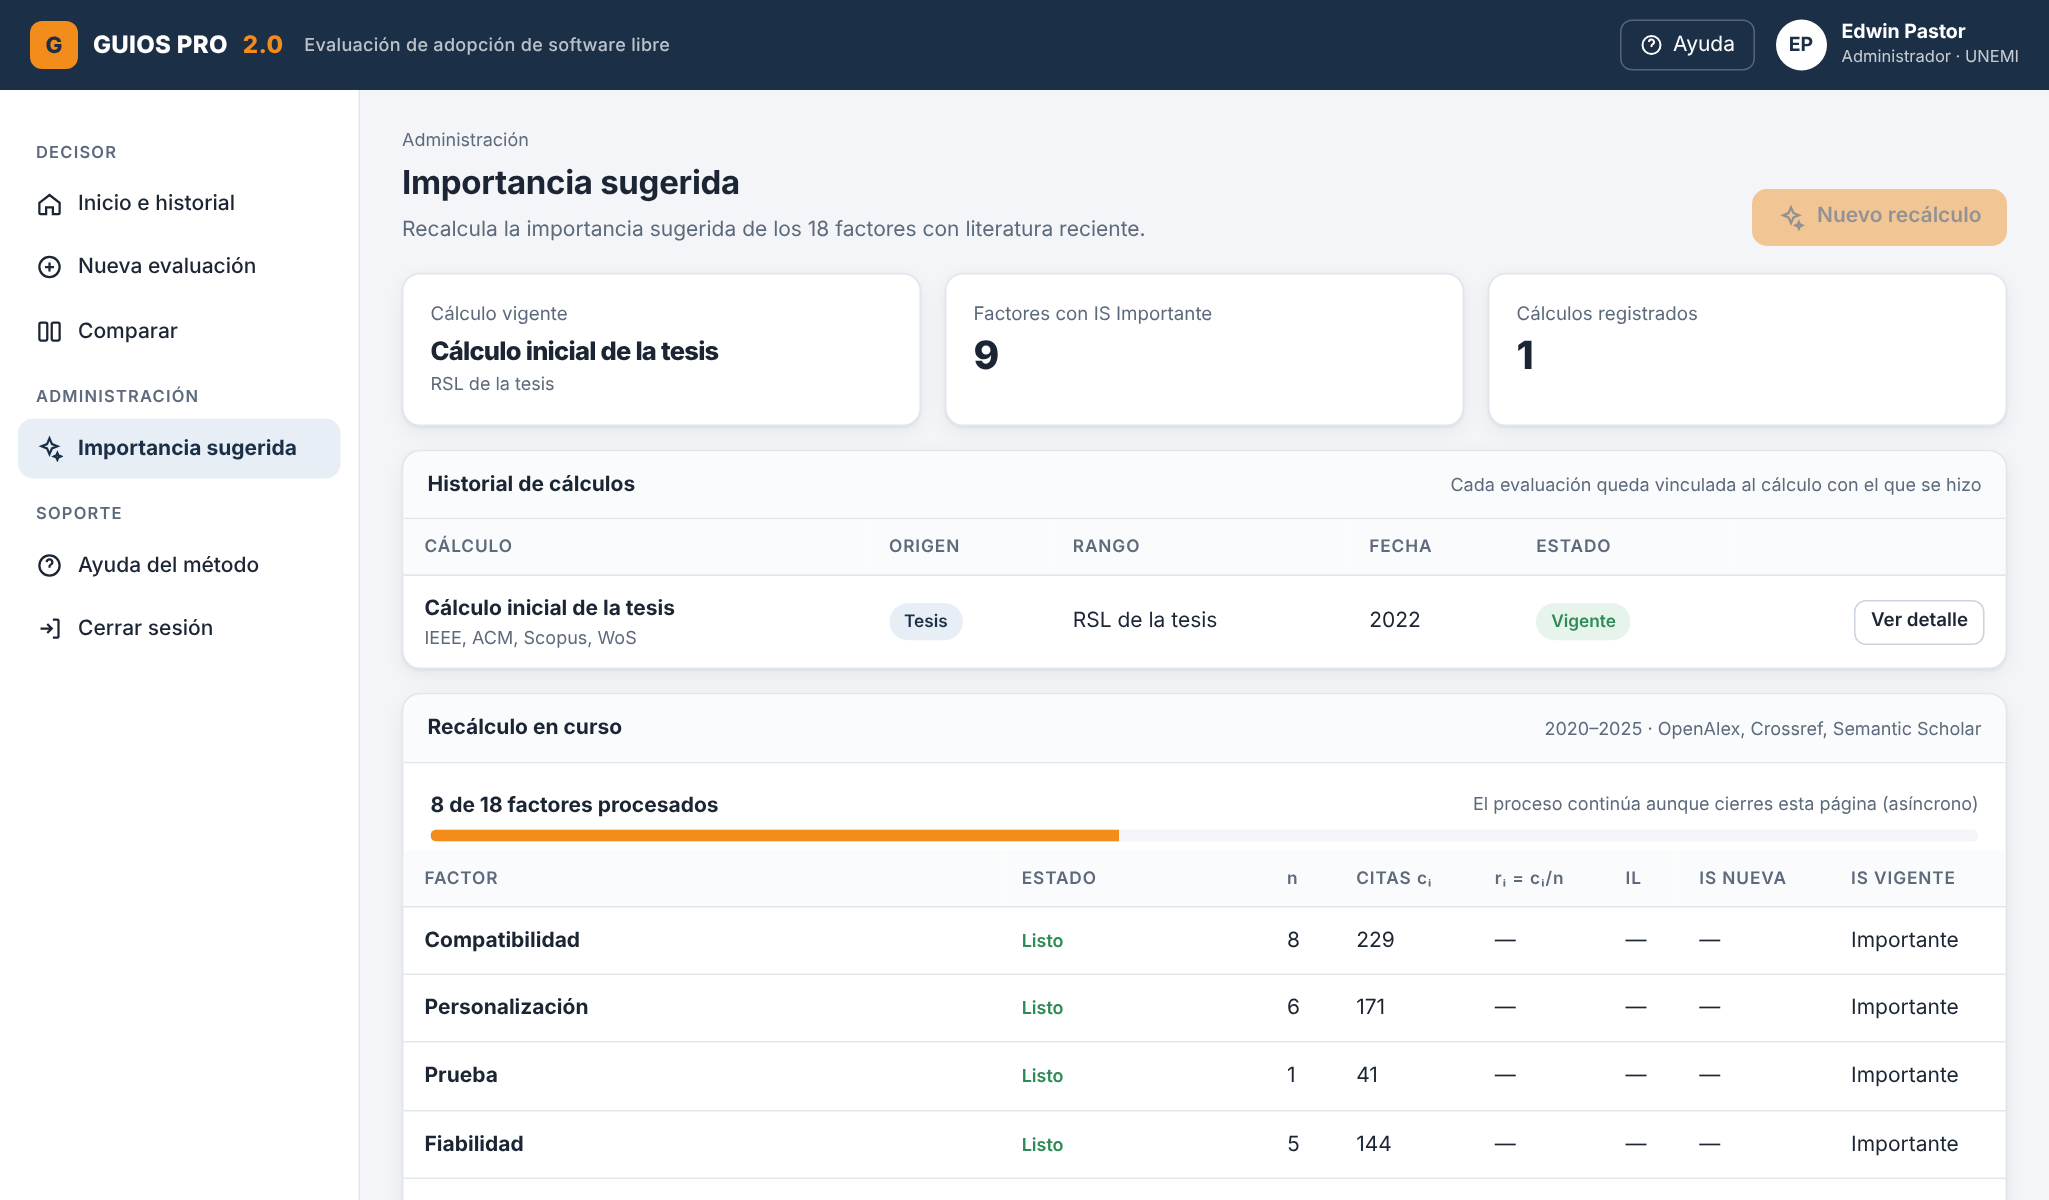 G GUIOS PRO 2.0 Evaluación de adopción de software libre
Ayuda
EP
Edwin Pastor
Administrador · UNEMI
DECISOR
Inicio e historial
Nueva evaluación
Comparar
ADMINISTRACIÓN
Importancia sugerida
SOPORTE
Ayuda del método
Cerrar sesión
Administración
Importancia sugerida
Recalcula la importancia sugerida de los 18 factores con literatura reciente.
Nuevo recálculo
Cálculo vigente
Cálculo inicial de la tesis
RSL de la tesis
Factores con IS Importante
9
Cálculos registrados
1
Historial de cálculos
Cada evaluación queda vinculada al cálculo con el que se hizo
CÁLCULO ORIGEN RANGO FECHA ESTADO
Cálculo inicial de la tesis
IEEE, ACM, Scopus, WoS
Tesis RSL de la tesis 2022 Vigente Ver detalle
Recálculo en curso
2020–2025 · OpenAlex, Crossref, Semantic Scholar
8 de 18 factores procesados
El proceso continúa aunque cierres esta página (asíncrono)
FACTOR ESTADO n CITAS cᵢ rᵢ = cᵢ/n IL IS NUEVA IS VIGENTE
Compatibilidad Listo 8 229 — — — Importante
Personalización Listo 6 171 — — — Importante
Prueba Listo 1 41 — — — Importante
Fiabilidad Listo 5 144 — — — Importante